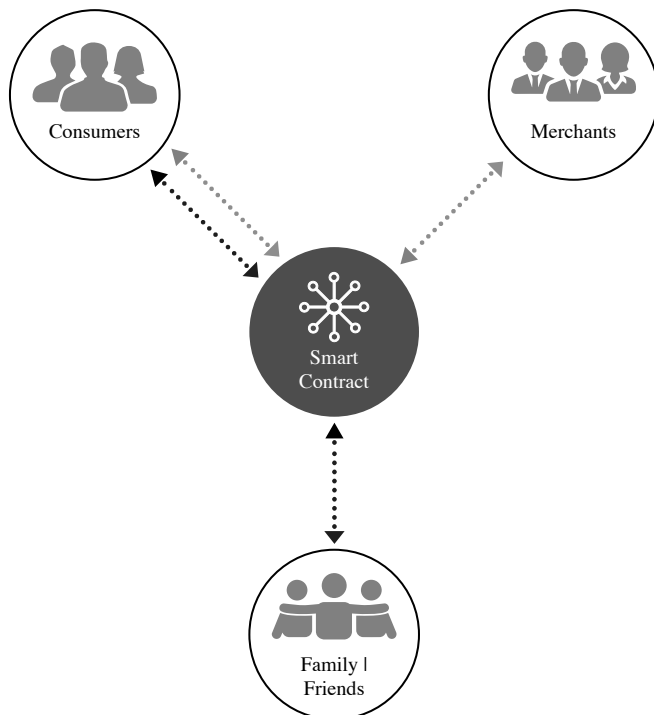 Consumers
Merchants
Smart
Contract
Family |
Friends